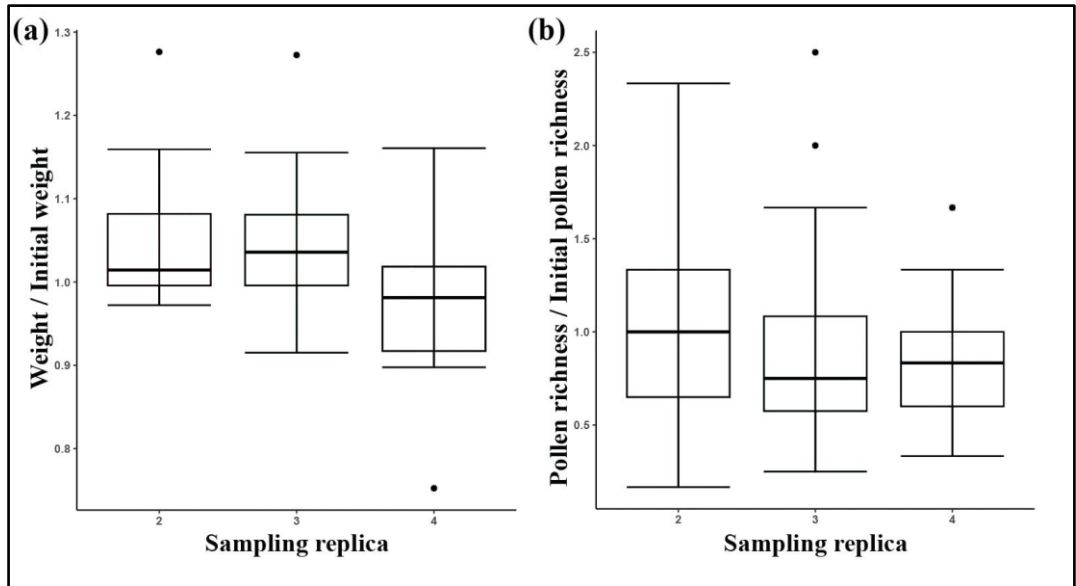 (a)
Weight / Initial weight
1.3
1.2
1.1
1.0
0.9
0.8
2 3 4
Sampling replica
(b)
Pollen richness / Initial pollen richness
2.5
2.0
1.5
1.0
0.5
2 3 4
Sampling replica